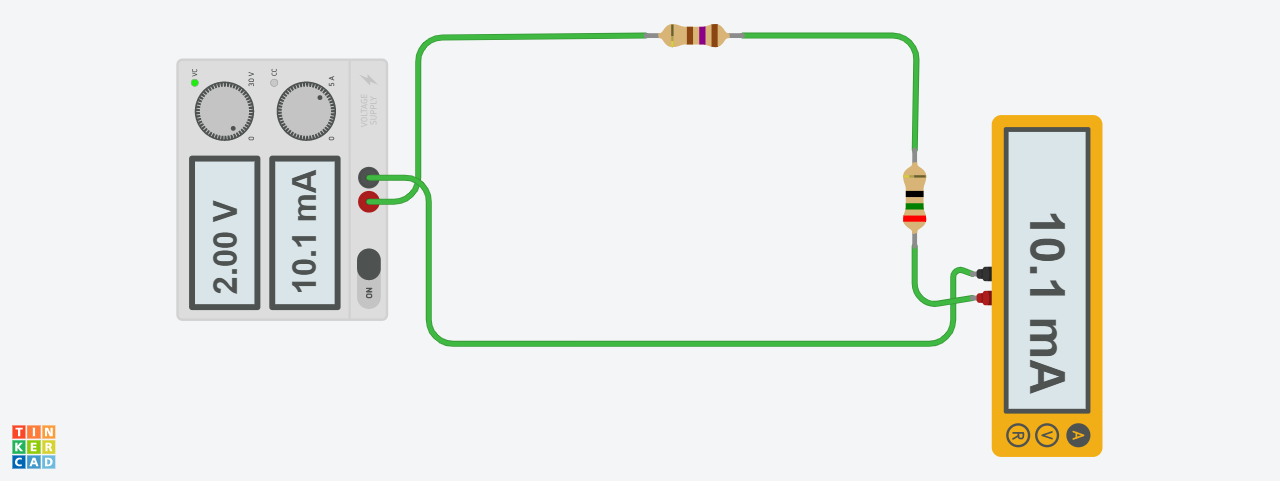 VC
30 V
0
CC
5 A
0
VOLTAGE
SUPPLY
2.00 V
10.1 mA
ON
10.1 mA
R
V
A
TIN
KER
CAD